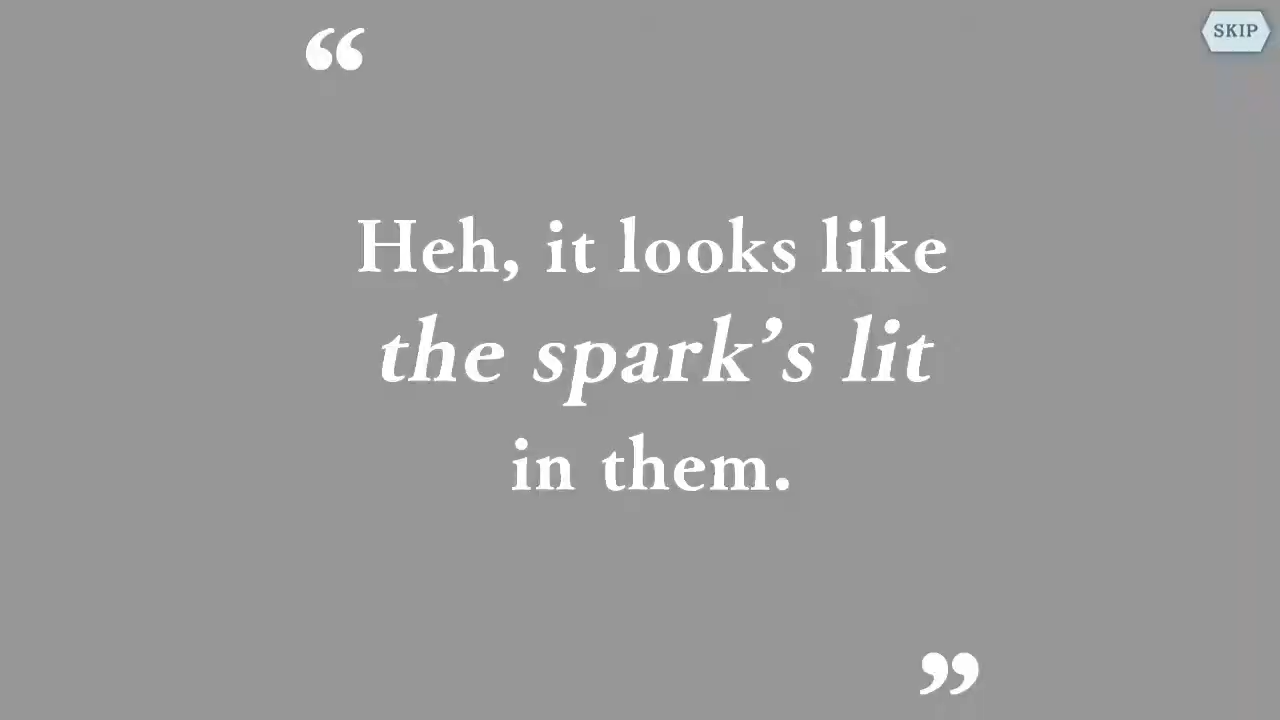 SKIP
“
Heh, it looks like
the spark’s lit
in them.
”